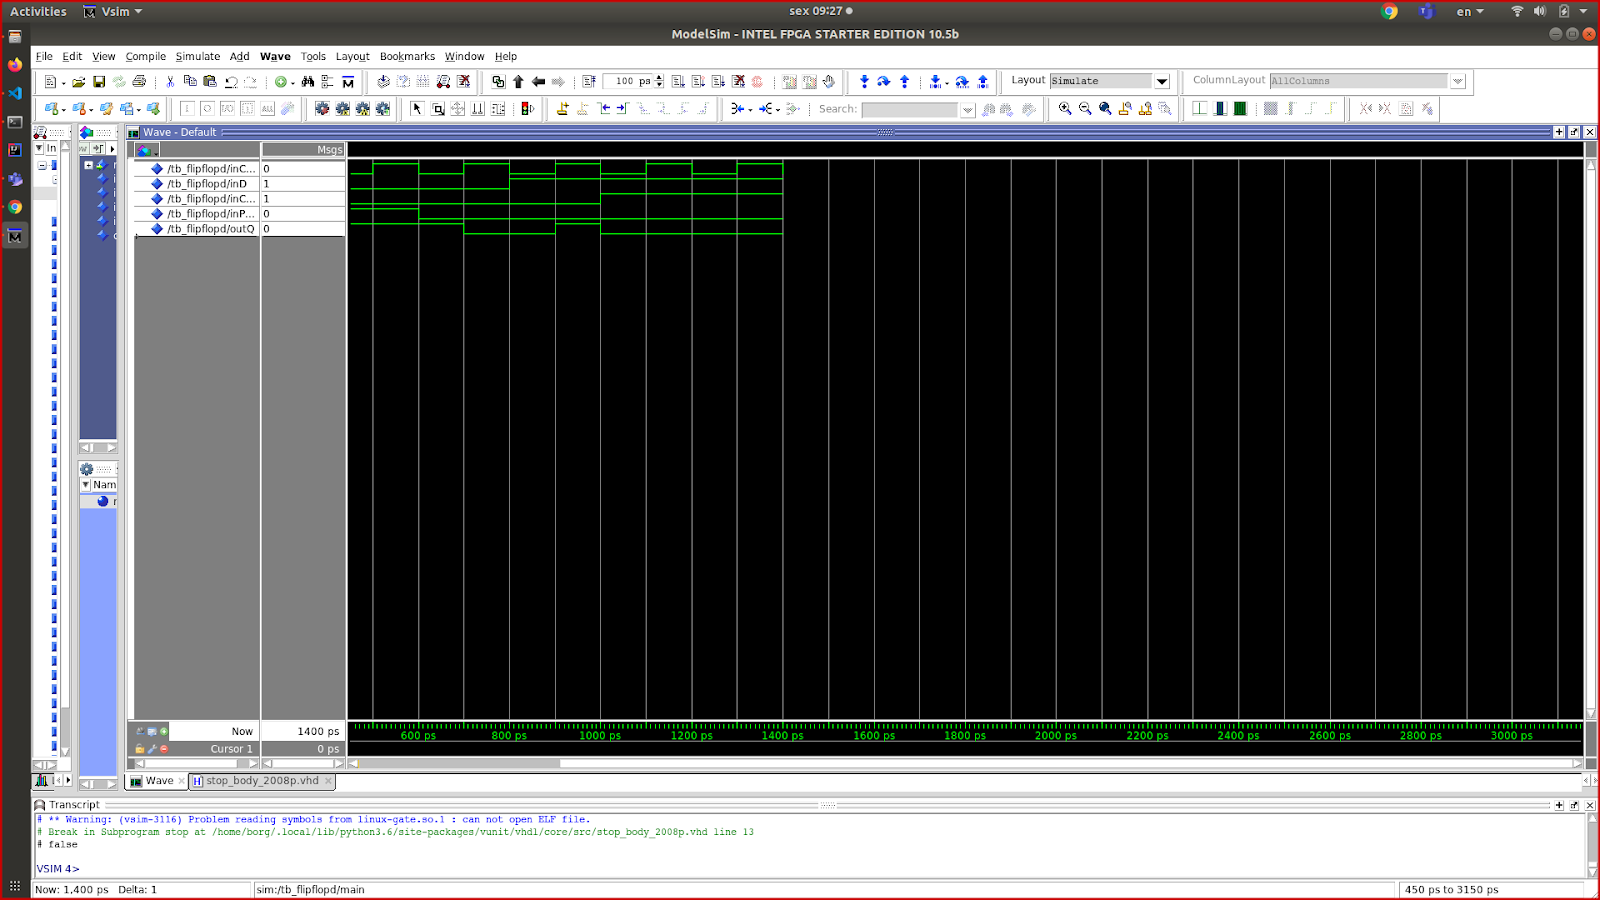 Activities Vsim sex 09:27 en
ModelSim - INTEL FPGA STARTER EDITION 10.5b
File Edit View Compile Simulate Add Wave Tools Layout Bookmarks Window Help
100 ps Layout Simulate ColumnLayout AllColumns
Search:
Wave - Default
In
Msgs
/tb_flipflopd/inC... 0
/tb_flipflopd/inD 1
/tb_flipflopd/inC... 1
/tb_flipflopd/inP... 0
/tb_flipflopd/outQ 0
Nam
Now 1400 ps
600 ps 800 ps 1000 ps 1200 ps 1400 ps 1600 ps 1800 ps 2000 ps 2200 ps 2400 ps 2600 ps 2800 ps 3000 ps
Cursor 1 0 ps
Wave stop_body_2008p.vhd
Transcript
# ** Warning: (vsim-3116) Problem reading symbols from linux-gate.so.1 : can not open ELF file.
# Break in Subprogram stop at /home/borg/.local/lib/python3.6/site-packages/vunit/vhdl/core/src/stop_body_2008p.vhd line 13
# false
VSIM 4>
Now: 1,400 ps Delta: 1 sim:/tb_flipflopd/main 450 ps to 3150 ps